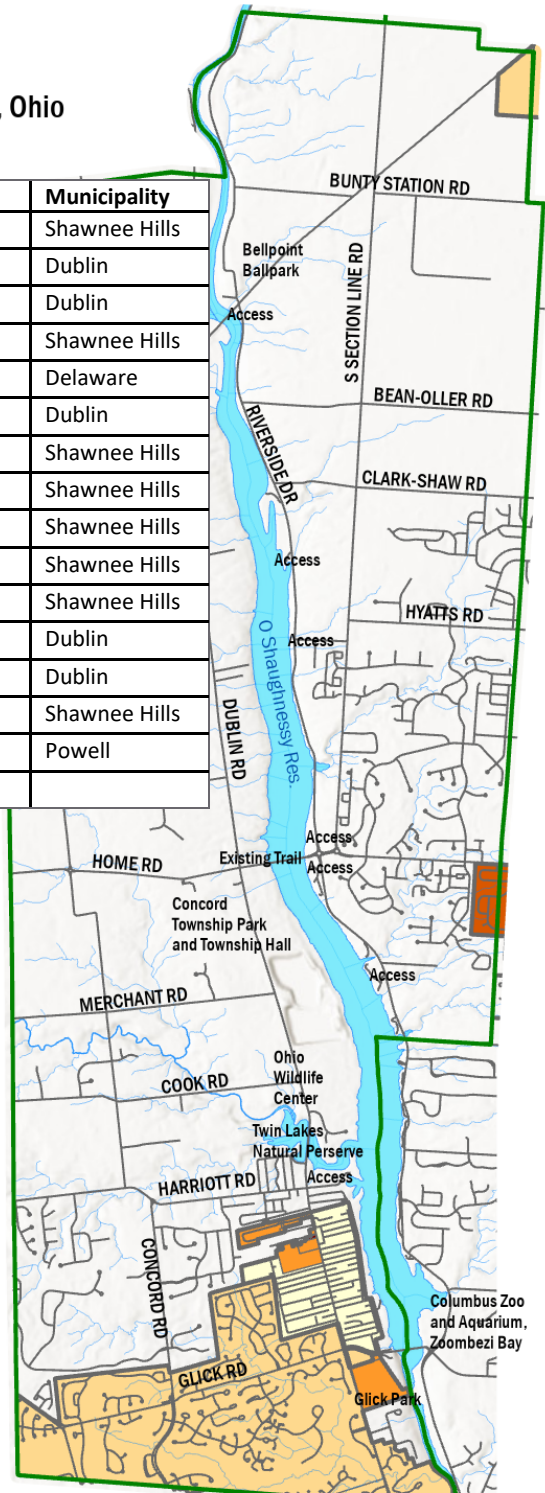 , Ohio
Municipality
Shawnee Hills
Dublin
Dublin
Shawnee Hills
Delaware
Dublin
Shawnee Hills
Shawnee Hills
Shawnee Hills
Shawnee Hills
Shawnee Hills
Dublin
Dublin
Shawnee Hills
Powell
BUNTY STATION RD
Bellpoint
Ballpark
S SECTION LINE RD
Access
BEAN-OLLER RD
RIVERSIDE DR
CLARK-SHAW RD
Access
HYATTS RD
Access
O Shaughnessy Res.
DUBLIN RD
Access
Existing Trail
Access
HOME RD
Concord
Township Park
and Township Hall
Access
MERCHANT RD
Ohio
Wildlife
Center
COOK RD
Twin Lakes
Natural Perserve
Access
HARRIOTT RD
CONCORD RD
Columbus Zoo
and Aquarium,
Zoombezi Bay
GLICK RD
Glick Park